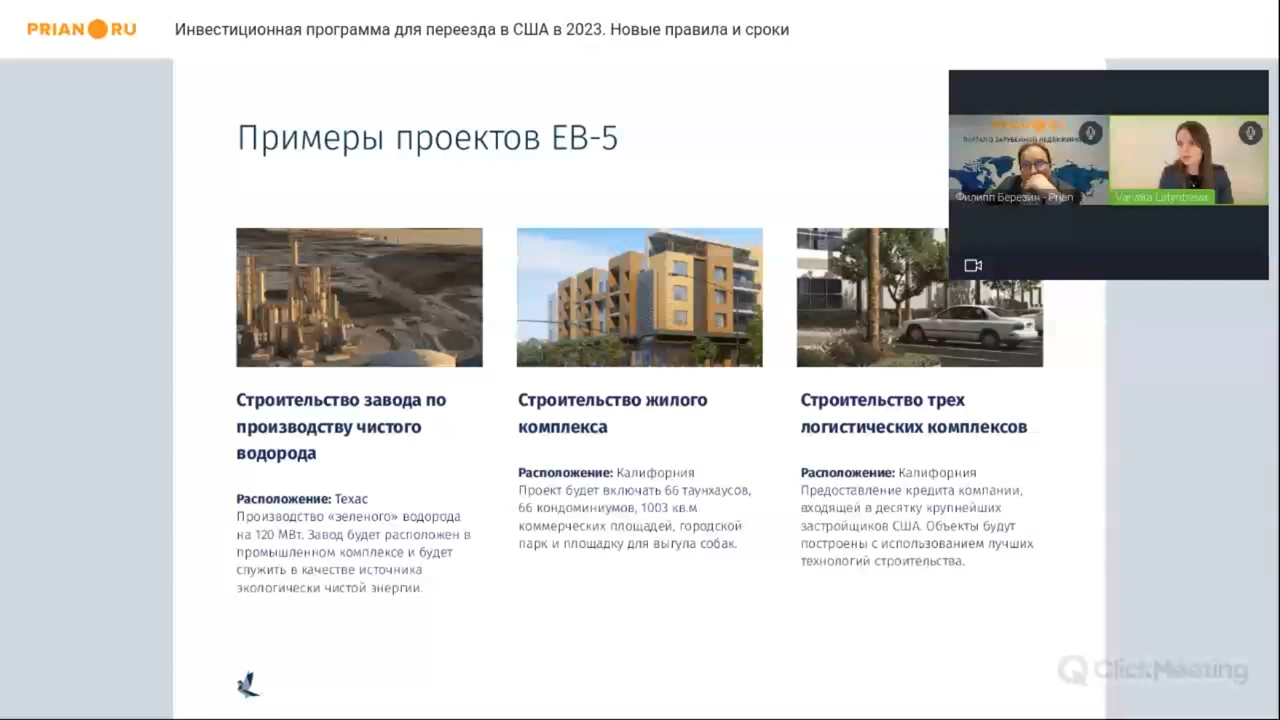 PRIAN RU
Инвестиционная программа для переезда в США в 2023. Новые правила и сроки
Примеры проектов EB-5
Филипп Березин - Prian
Varvara Latyntseva
Строительство завода по
производству чистого
водорода
Расположение: Техас
Производство «зеленого» водорода
на 120 МВт. Завод будет расположен в
промышленном комплексе и будет
служить в качестве источника
экологически чистой энергии.
Строительство жилого
комплекса
Расположение: Калифорния
Проект будет включать 66 таунхаусов,
66 кондоминиумов, 1003 кв.м
коммерческих площадей, городской
парк и площадку для выгула собак.
Строительство трех
логистических комплексов
Расположение: Калифорния
Предоставление кредита компании,
входящей в десятку крупнейших
застройщиков США. Объекты будут
построены с использованием лучших
технологий строительства.
ClickMeeting